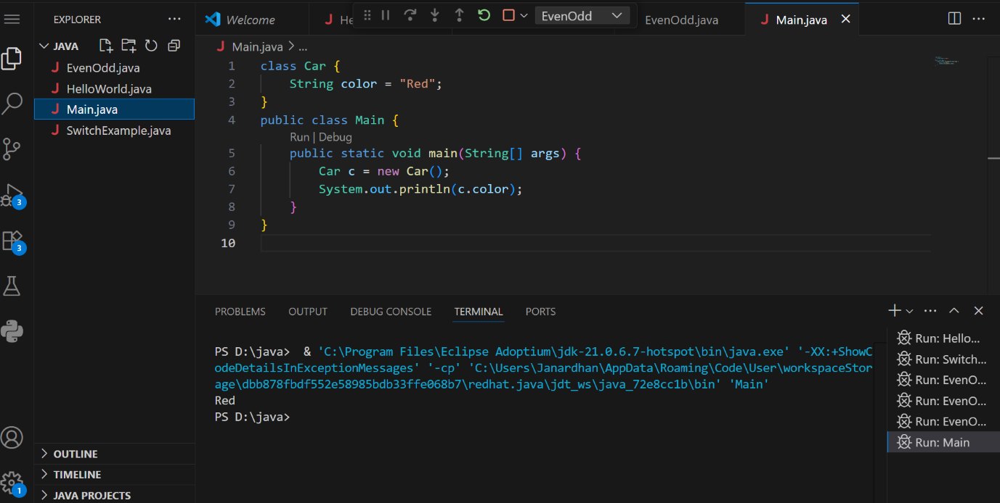 EXPLORER
JAVA
EvenOdd.java
HelloWorld.java
Main.java
SwitchExample.java
3
3
1
OUTLINE
TIMELINE
JAVA PROJECTS
Welcome
He
EvenOdd
EvenOdd.java
Main.java
Main.java > ...
1 class Car {
2 String color = "Red";
3 }
4 public class Main {
Run | Debug
5 public static void main(String[] args) {
6 Car c = new Car();
7 System.out.println(c.color);
8 }
9 }
10
PROBLEMS OUTPUT DEBUG CONSOLE TERMINAL PORTS
PS D:\java>  & 'C:\Program Files\Eclipse Adoptium\jdk-21.0.6.7-hotspot\bin\java.exe' '-XX:+ShowC
odeDetailsInExceptionMessages' '-cp' 'C:\Users\Janardhan\AppData\Roaming\Code\User\workspaceStor
age\dbb878fbdf552e58985bdb33ffe068b7\redhat.java\jdt_ws\java_72e8cc1b\bin' 'Main'
Red
PS D:\java>
Run: Hello...
Run: Switch...
Run: EvenO...
Run: EvenO...
Run: EvenO...
Run: Main